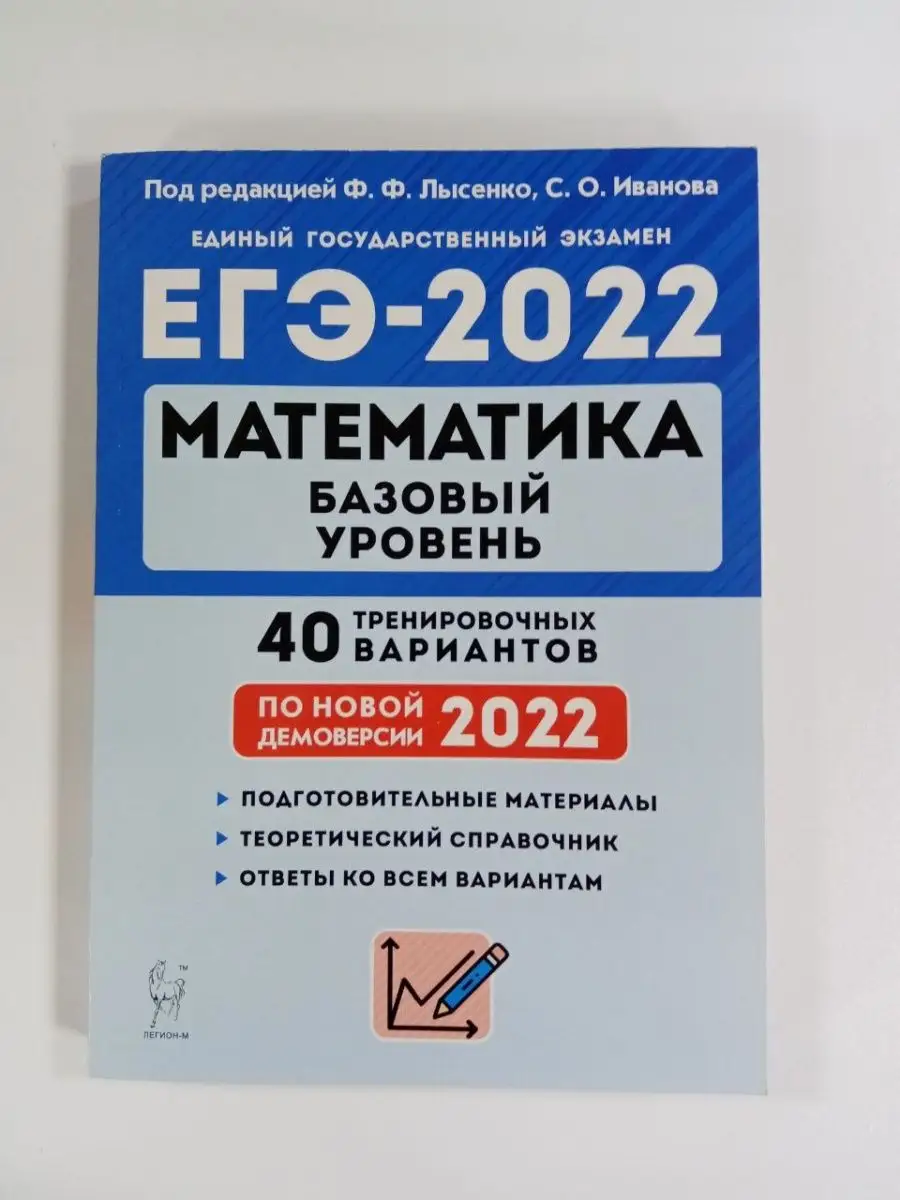 Под редакцией Ф. Ф. Лысенко, С. О. Иванова
ЕДИНЫЙ ГОСУДАРСТВЕННЫЙ ЭКЗАМЕН
ЕГЭ-2022
МАТЕМАТИКА
БАЗОВЫЙ
УРОВЕНЬ
40 ТРЕНИРОВОЧНЫХ
ВАРИАНТОВ
ПО НОВОЙ
ДЕМОВЕРСИИ 2022
ПОДГОТОВИТЕЛЬНЫЕ МАТЕРИАЛЫ
ТЕОРЕТИЧЕСКИЙ СПРАВОЧНИК
ОТВЕТЫ КО ВСЕМ ВАРИАНТАМ
TM
ЛЕГИОН-М